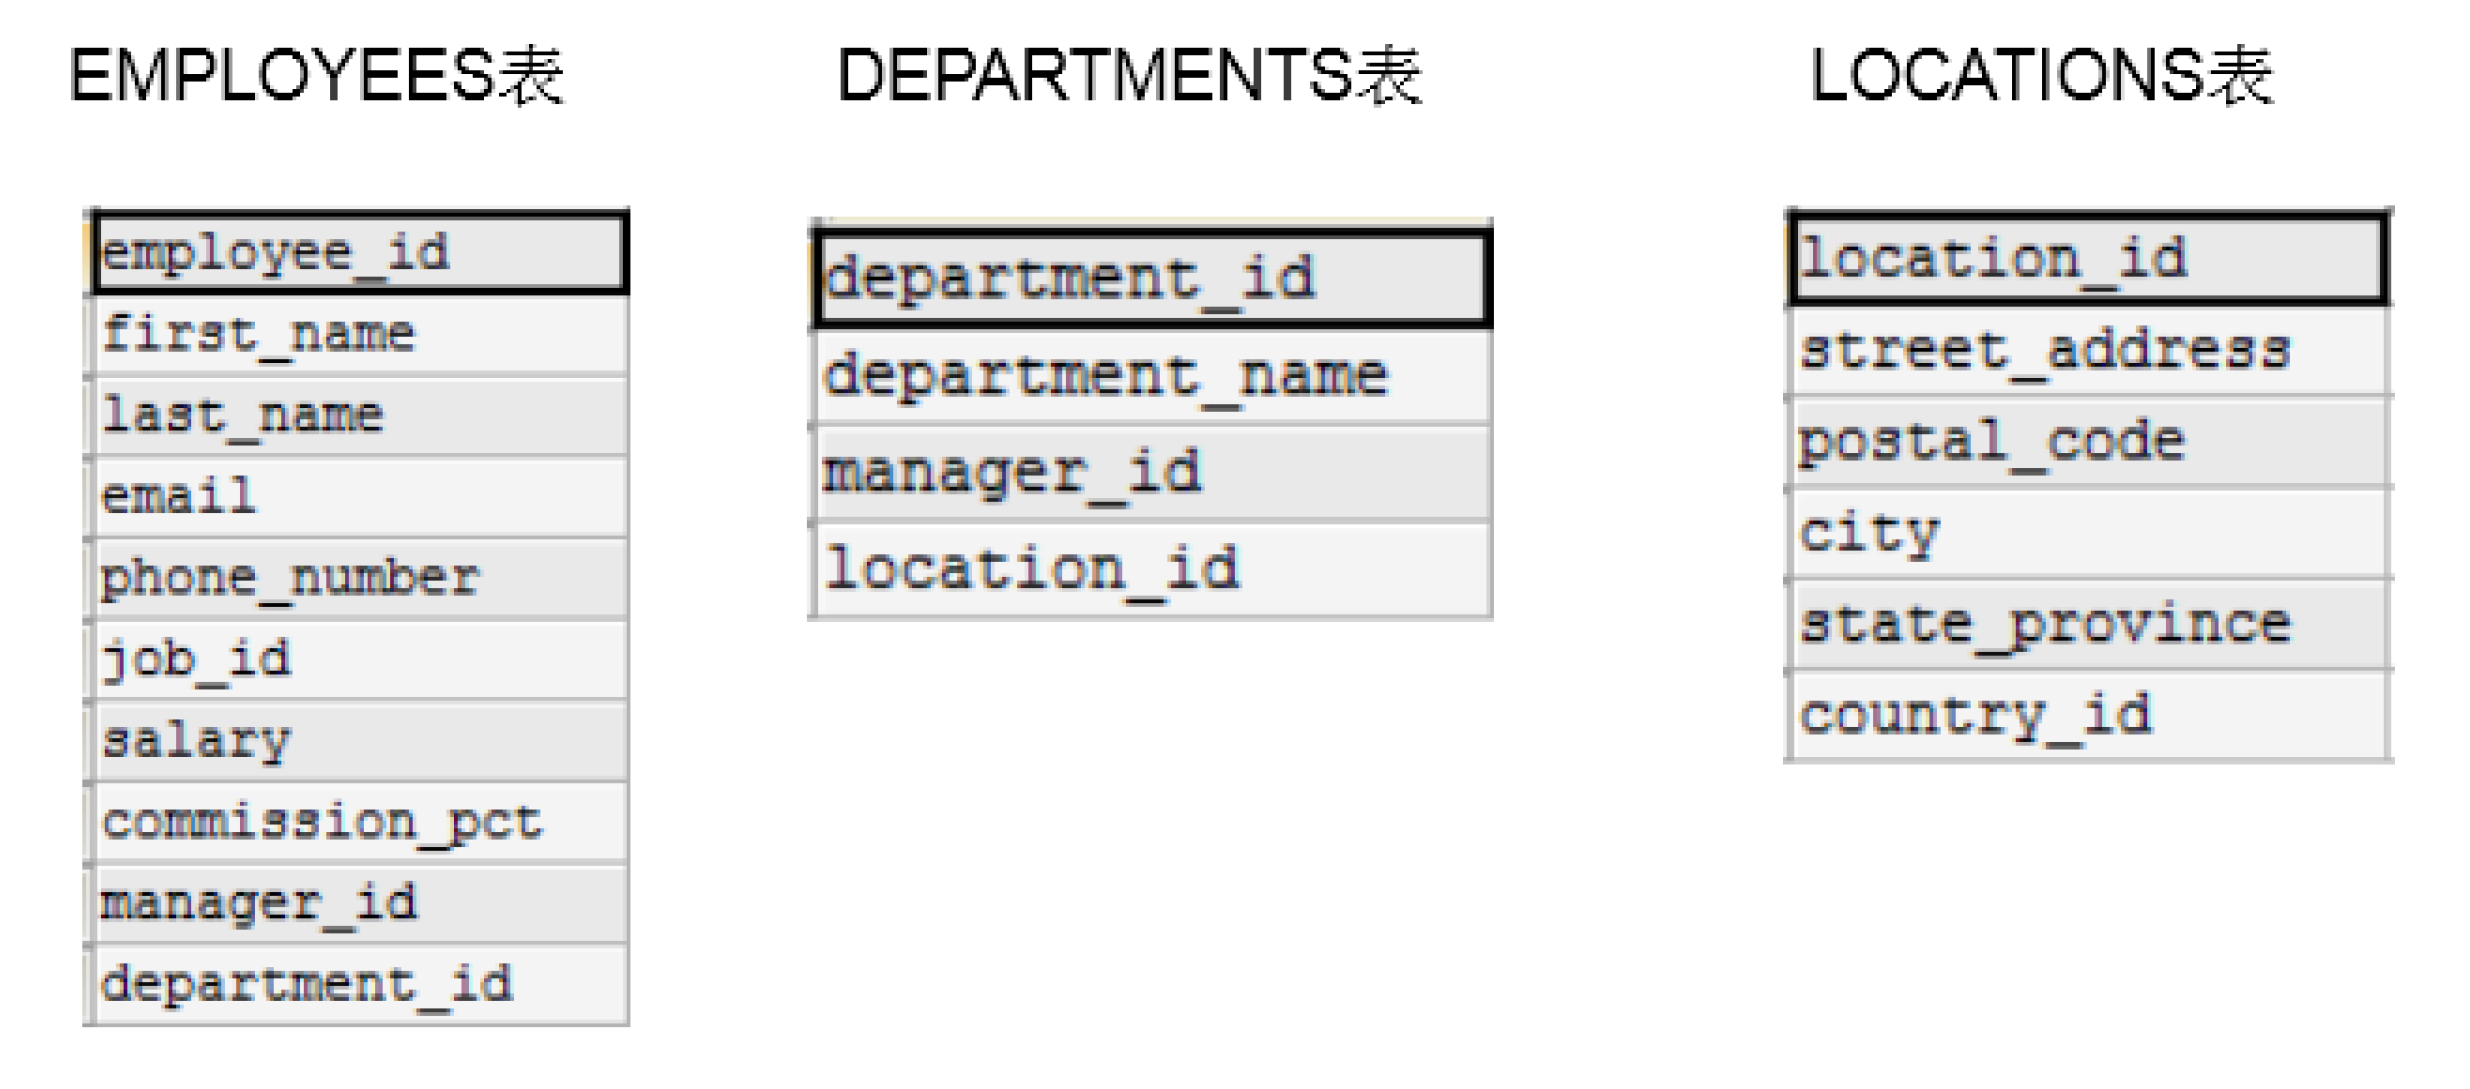 EMPLOYEES表
employee_id
first_name
last_name
email
phone_number
job_id
salary
commission_pct
manager_id
department_id
DEPARTMENTS表
department_id
department_name
manager_id
location_id
LOCATIONS表
location_id
street_address
postal_code
city
state_province
country_id